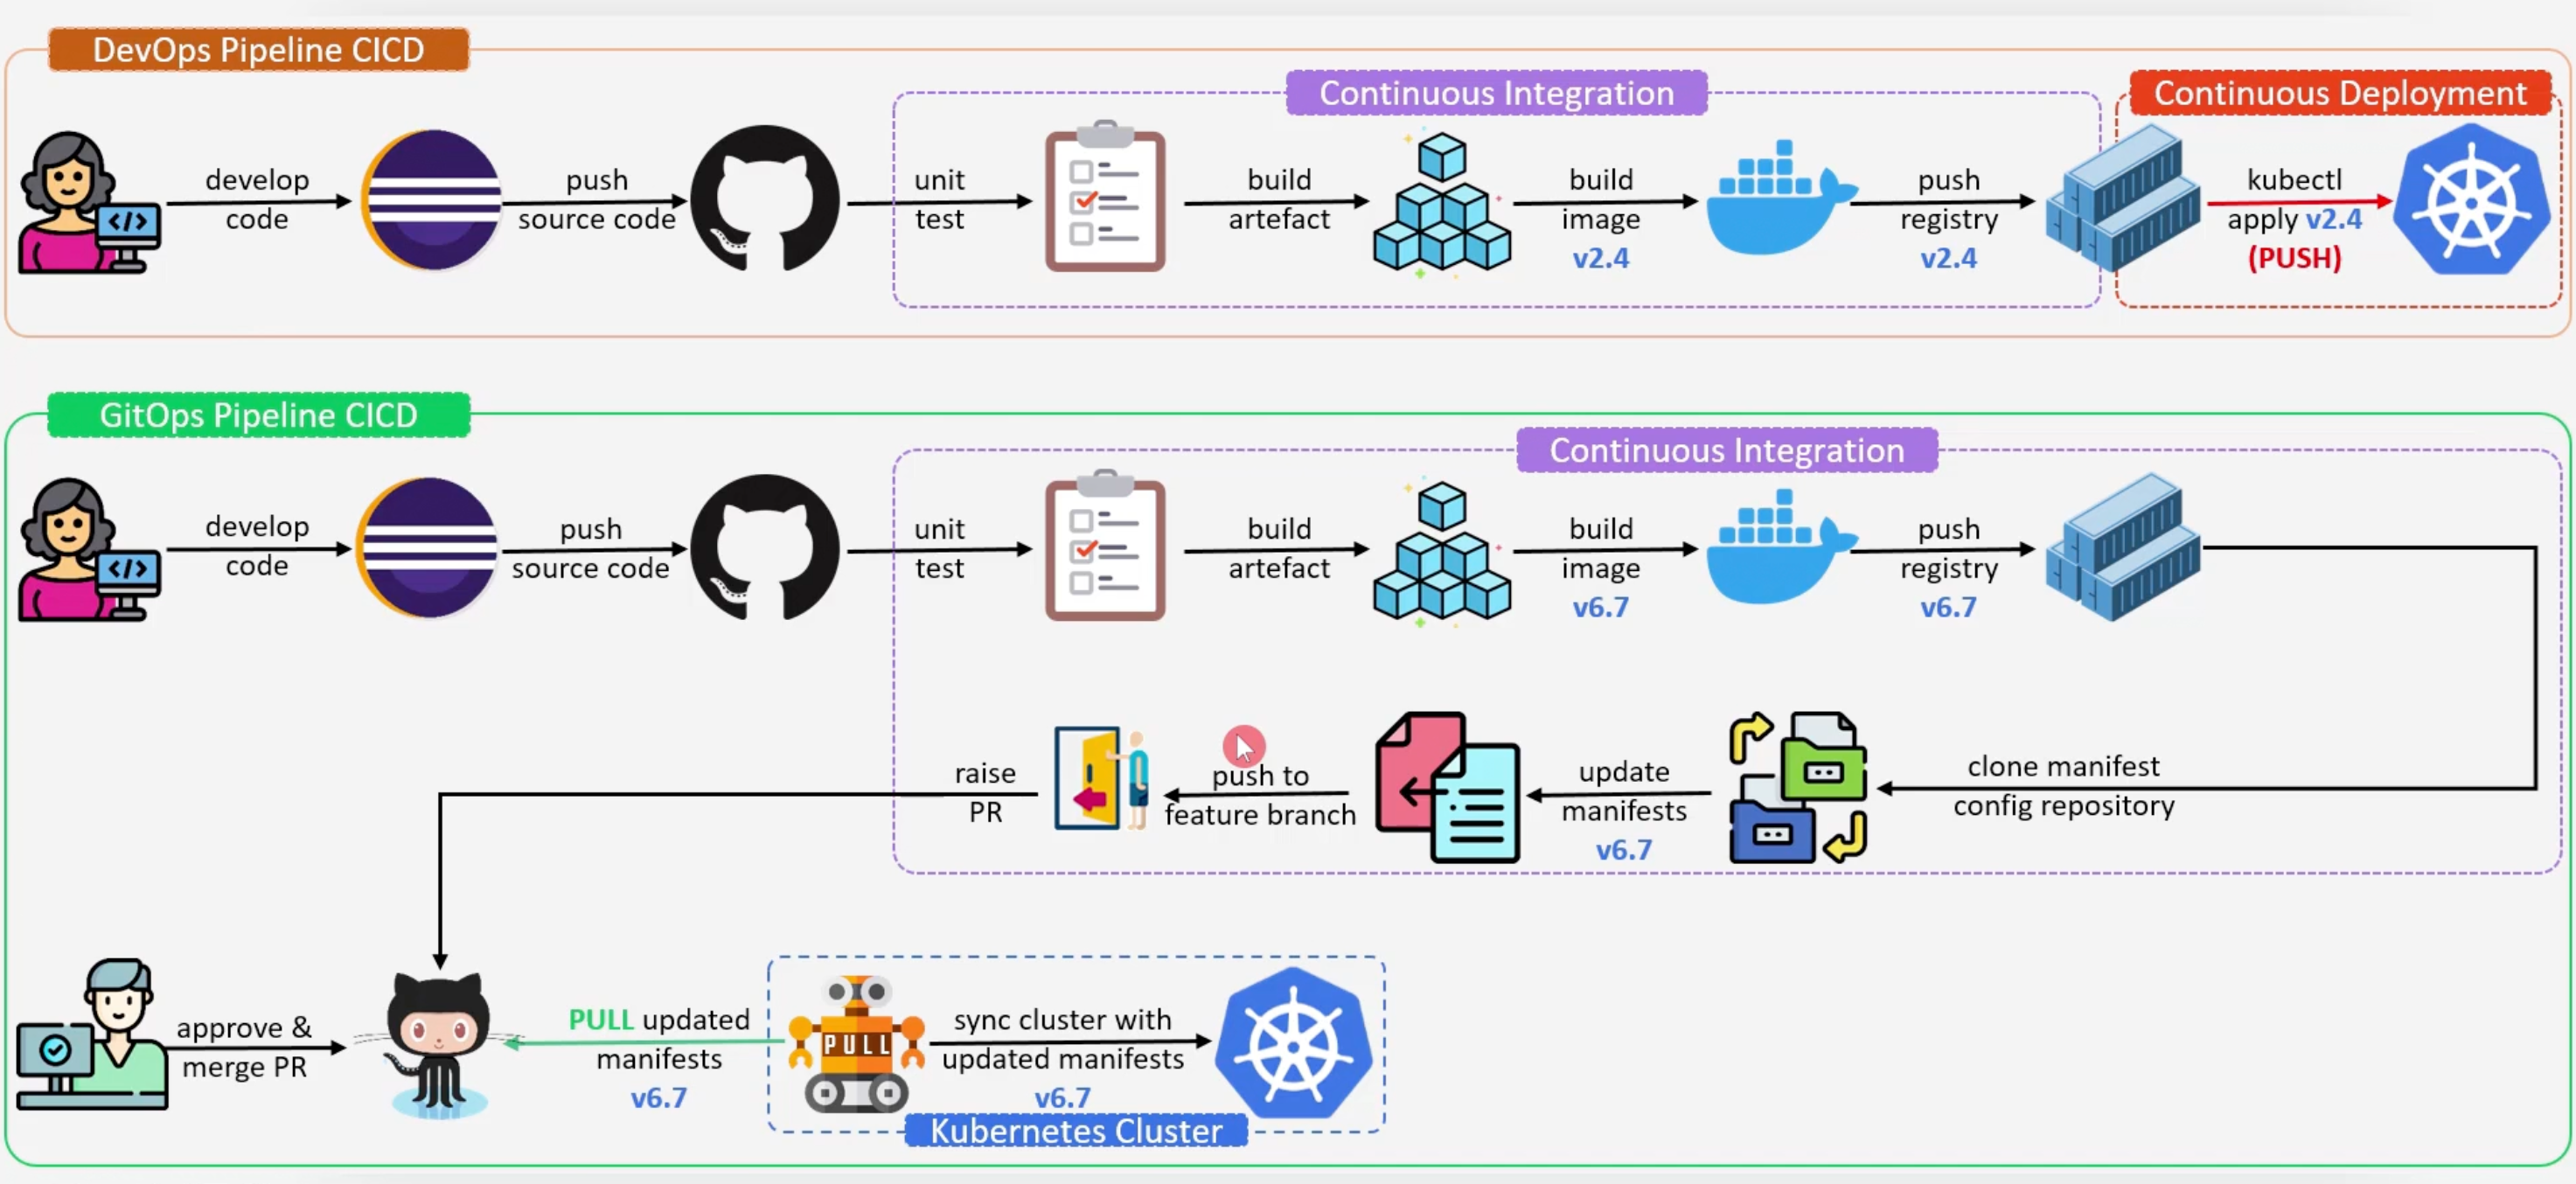 DevOps Pipeline CICD
Continuous Integration
Continuous Deployment
develop
code
push
source code
unit
test
build
artefact
build
image
v2.4
push
registry
v2.4
kubectl
apply v2.4
(PUSH)
GitOps Pipeline CICD
Continuous Integration
develop
code
push
source code
unit
test
build
artefact
build
image
v6.7
push
registry
v6.7
clone manifest
config repository
update
manifests
v6.7
push to
feature branch
raise
PR
approve &
merge PR
PULL updated
manifests
v6.7
PULL
sync cluster with
updated manifests
v6.7
Kubernetes Cluster